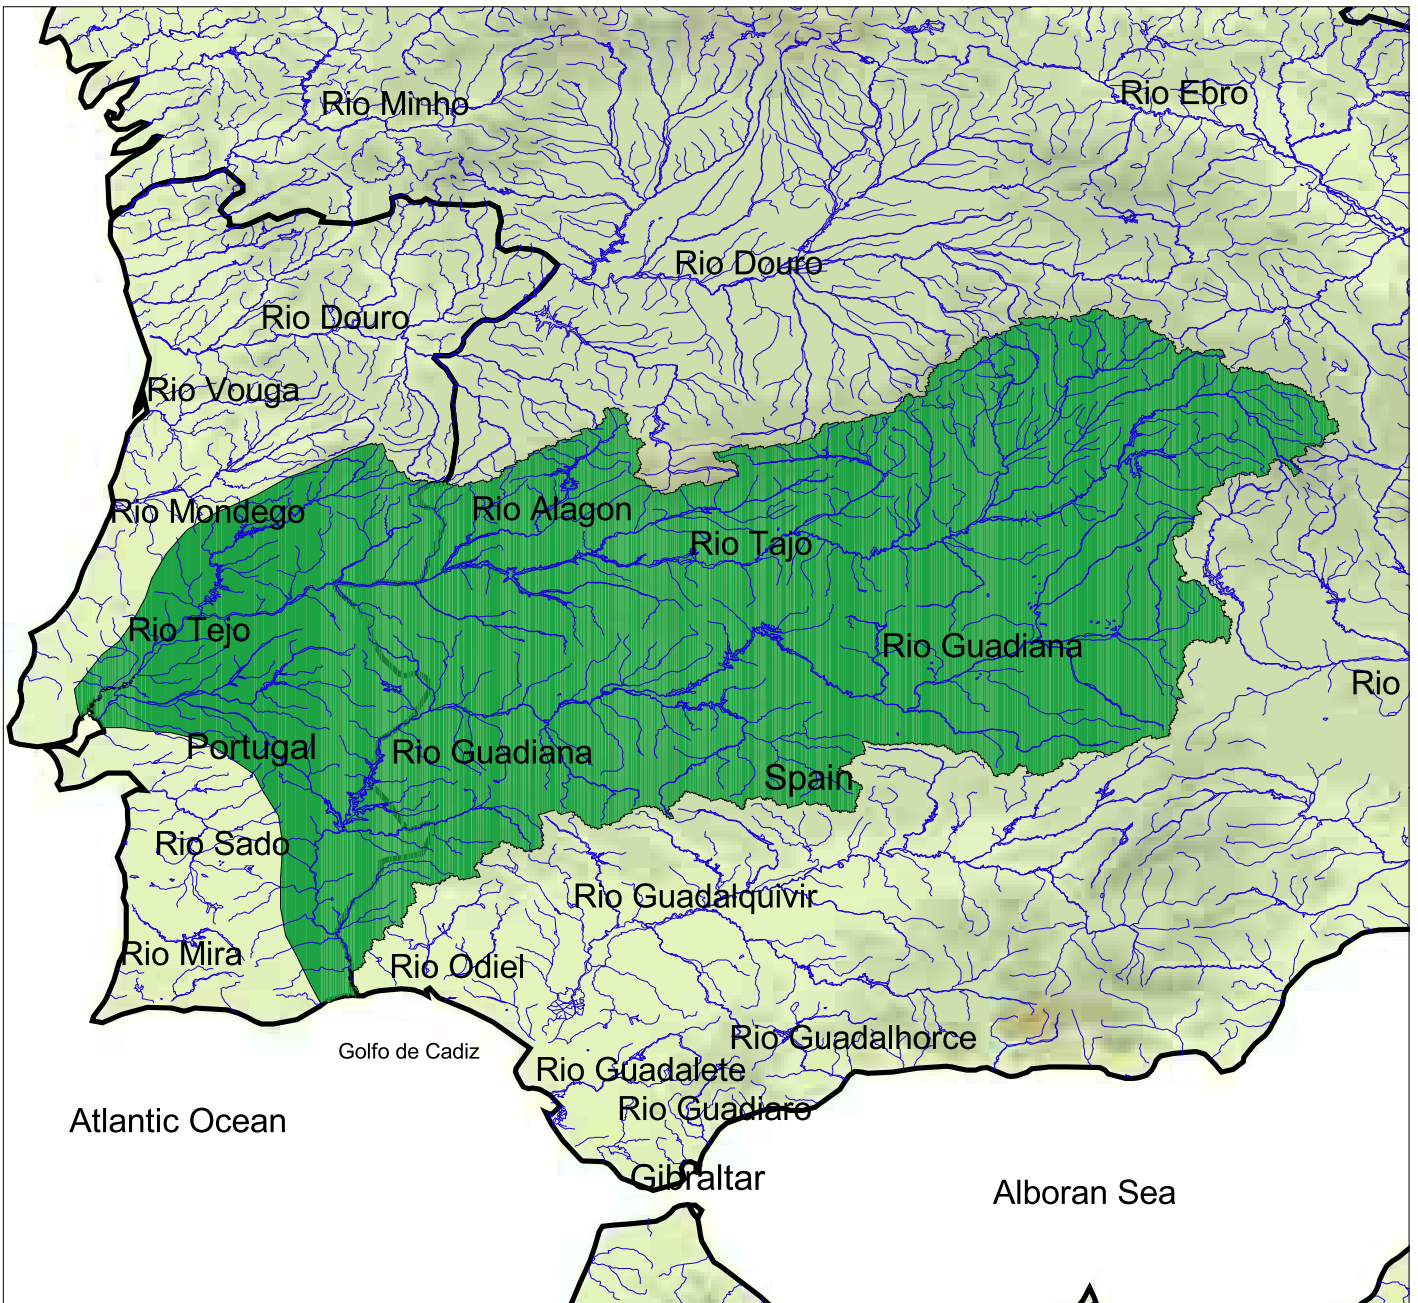 Rio Minho
Rio Ebro
Rio Douro
Rio Douro
Rio Vouga
Rio Mondego
Rio Alagon
Rio Tajo
Rio Tejo
Rio Guadiana
Rio
Portugal
Rio Guadiana
Spain
Rio Sado
Rio Guadalquivir
Rio Mira
Rio Odiel
Rio Guadalhorce
Golfo de Cadiz
Rio Guadalete
Rio Guadiaro
Atlantic Ocean
Gibraltar
Alboran Sea